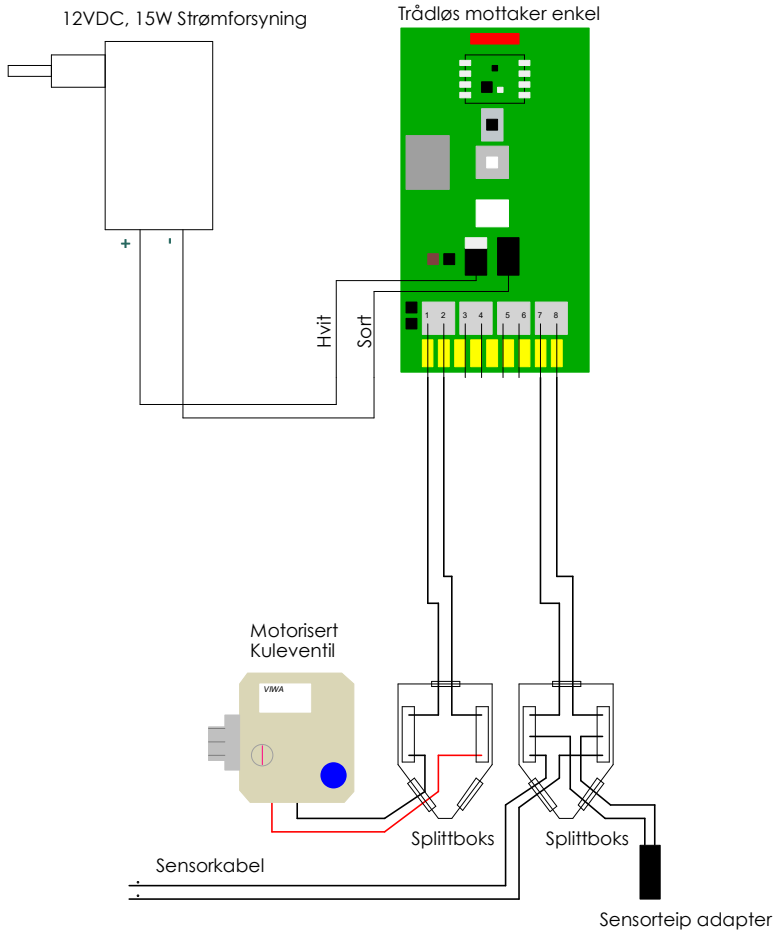 12VDC, 15W Strømforsyning
Trådløs mottaker enkel
+ -
Hvit
Sort
1 2 3 4 5 6 7 8
Motorisert
Kuleventil
VIWA
Splittboks
Splittboks
Sensorkabel
Sensorteip adapter